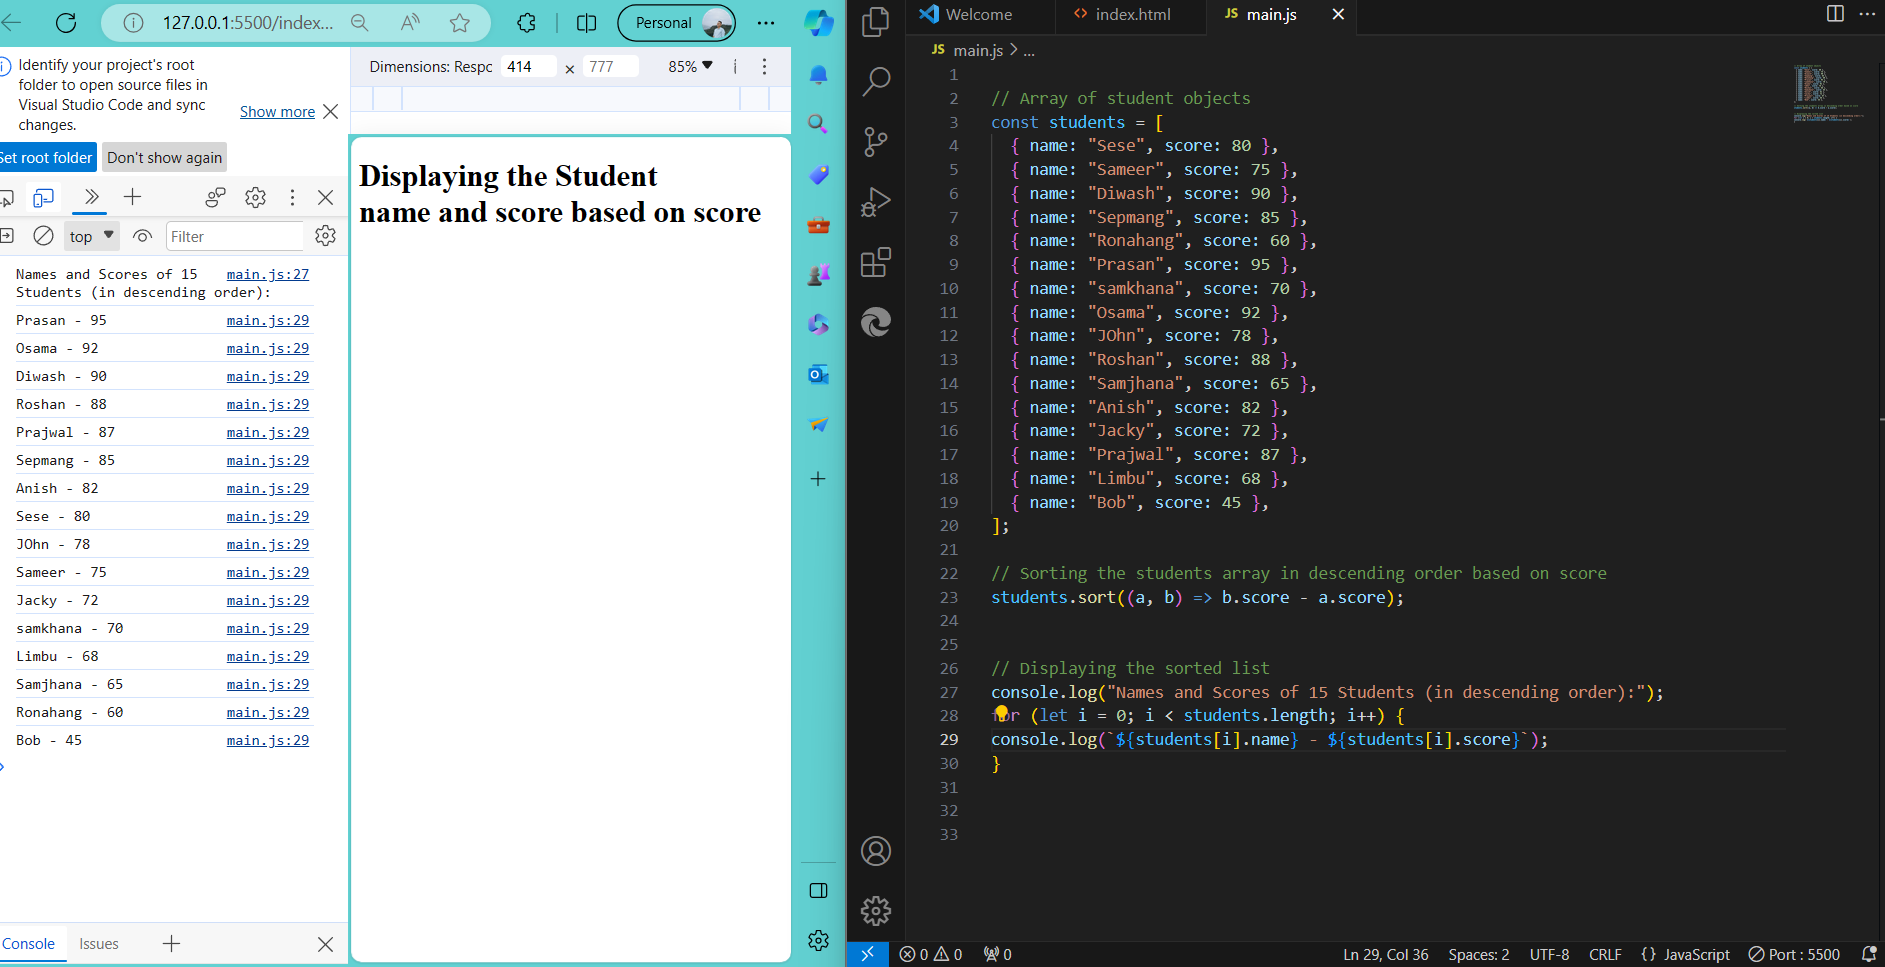 127.0.0.1:5500/index...
Personal
Identify your project's root
folder to open source files in
Visual Studio Code and sync
changes.
Show more
Set root folder
Don't show again
top
Filter
Names and Scores of 15 main.js:27
Students (in descending order):
Prasan - 95 main.js:29
Osama - 92 main.js:29
Diwash - 90 main.js:29
Roshan - 88 main.js:29
Prajwal - 87 main.js:29
Sepmang - 85 main.js:29
Anish - 82 main.js:29
Sese - 80 main.js:29
JOhn - 78 main.js:29
Sameer - 75 main.js:29
Jacky - 72 main.js:29
samkhana - 70 main.js:29
Limbu - 68 main.js:29
Samjhana - 65 main.js:29
Ronahang - 60 main.js:29
Bob - 45 main.js:29
Console Issues
Dimensions: Respc 414 × 777 85%
Displaying the Student
name and score based on score
Welcome
index.html
JS main.js
JS main.js > ...
1
2 // Array of student objects
3 const students = [
4 { name: "Sese", score: 80 },
5 { name: "Sameer", score: 75 },
6 { name: "Diwash", score: 90 },
7 { name: "Sepmang", score: 85 },
8 { name: "Ronahang", score: 60 },
9 { name: "Prasan", score: 95 },
10 { name: "samkhana", score: 70 },
11 { name: "Osama", score: 92 },
12 { name: "JOhn", score: 78 },
13 { name: "Roshan", score: 88 },
14 { name: "Samjhana", score: 65 },
15 { name: "Anish", score: 82 },
16 { name: "Jacky", score: 72 },
17 { name: "Prajwal", score: 87 },
18 { name: "Limbu", score: 68 },
19 { name: "Bob", score: 45 },
20 ];
21
22 // Sorting the students array in descending order based on score
23 students.sort((a, b) => b.score - a.score);
24
25
26 // Displaying the sorted list
27 console.log("Names and Scores of 15 Students (in descending order):");
28 for (let i = 0; i < students.length; i++) {
29 console.log(`${students[i].name} - ${students[i].score}`);
30 }
31
32
33
0 0 0 Ln 29, Col 36 Spaces: 2 UTF-8 CRLF {} JavaScript Port : 5500